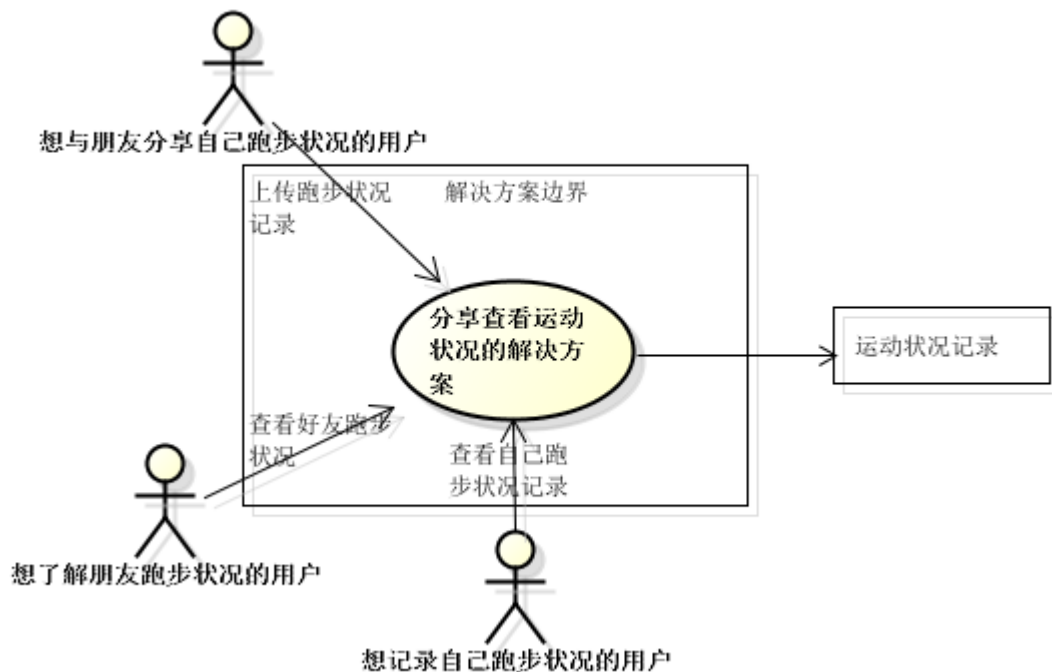 想与朋友分享自己跑步状况的用户
上传跑步状况
记录
解决方案边界
分享查看运动
状况的解决方
案
运动状况记录
查看好友跑步
状况
查看自己跑
步状况记录
想了解朋友跑步状况的用户
想记录自己跑步状况的用户